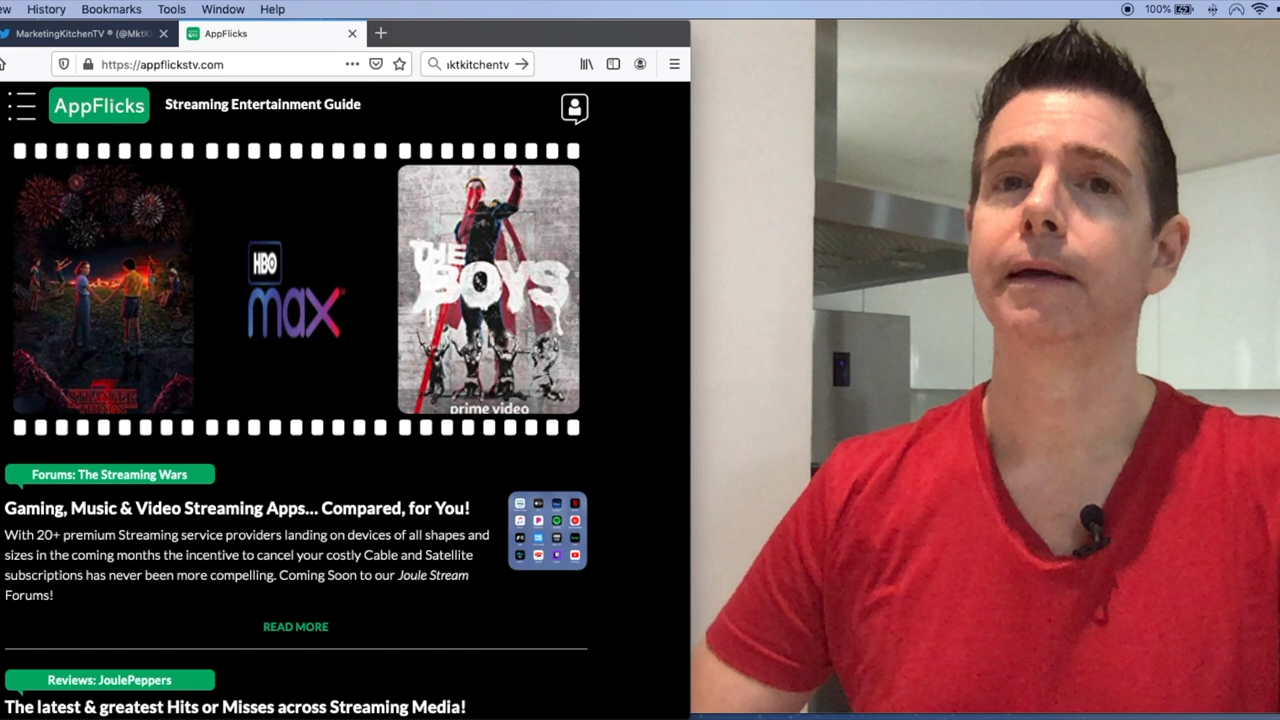 ew History Bookmarks Tools Window Help
100%
MarketingKitchenTV ® (@MktKi
AppFlicks
https://appflickstv.com
ıktkitchentv
AppFlicks Streaming Entertainment Guide
HBO
max
THE
BOYS
prime video
Forums: The Streaming Wars
Gaming, Music & Video Streaming Apps... Compared, for You!
With 20+ premium Streaming service providers landing on devices of all shapes and
sizes in the coming months the incentive to cancel your costly Cable and Satellite
subscriptions has never been more compelling. Coming Soon to our Joule Stream
Forums!
READ MORE
Reviews: JoulePeppers
The latest & greatest Hits or Misses across Streaming Media!